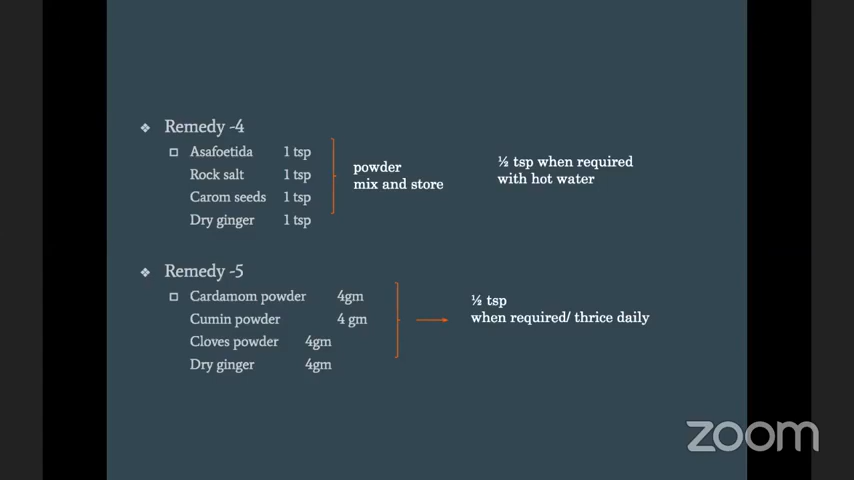 Remedy -4
Asafoetida 1 tsp
Rock salt 1 tsp
Carom seeds 1 tsp
Dry ginger 1 tsp
powder
mix and store
½ tsp when required
with hot water
Remedy -5
Cardamom powder 4gm
Cumin powder 4 gm
Cloves powder 4gm
Dry ginger 4gm
½ tsp
when required/ thrice daily
zoom